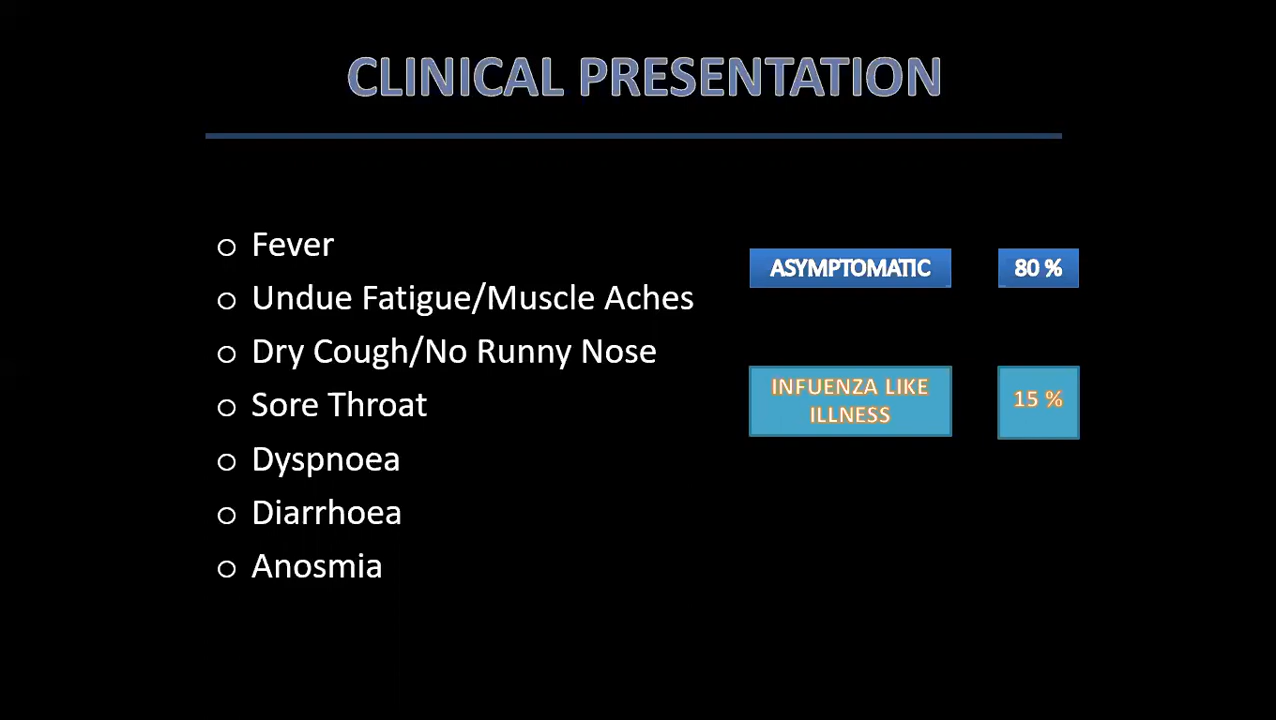 CLINICAL PRESENTATION
Fever
Undue Fatigue/Muscle Aches
Dry Cough/No Runny Nose
Sore Throat
Dyspnoea
Diarrhoea
Anosmia
ASYMPTOMATIC
80 %
INFUENZA LIKE
ILLNESS
15 %